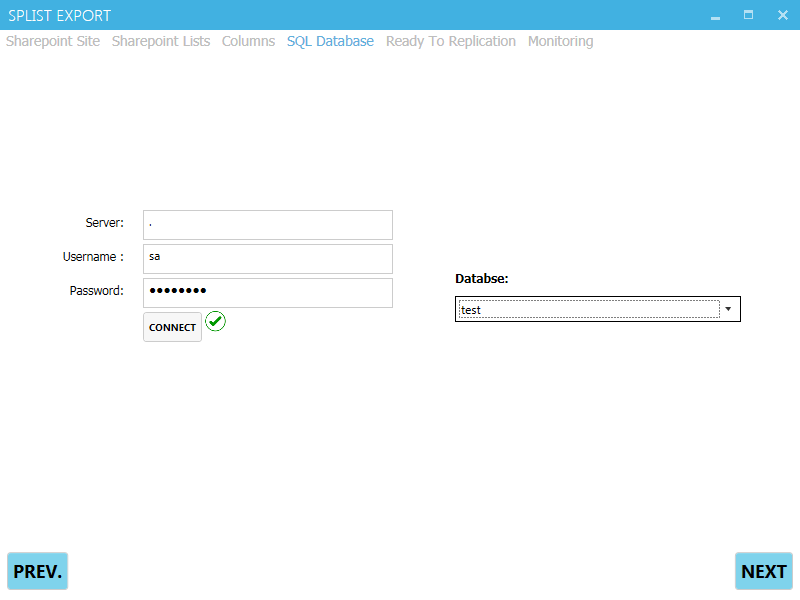 SPLIST EXPORT
Sharepoint Site Sharepoint Lists Columns SQL Database Ready To Replication Monitoring
Server: .
Username : sa
Password: ●●●●●●●●
CONNECT
Databse:
test
PREV. NEXT